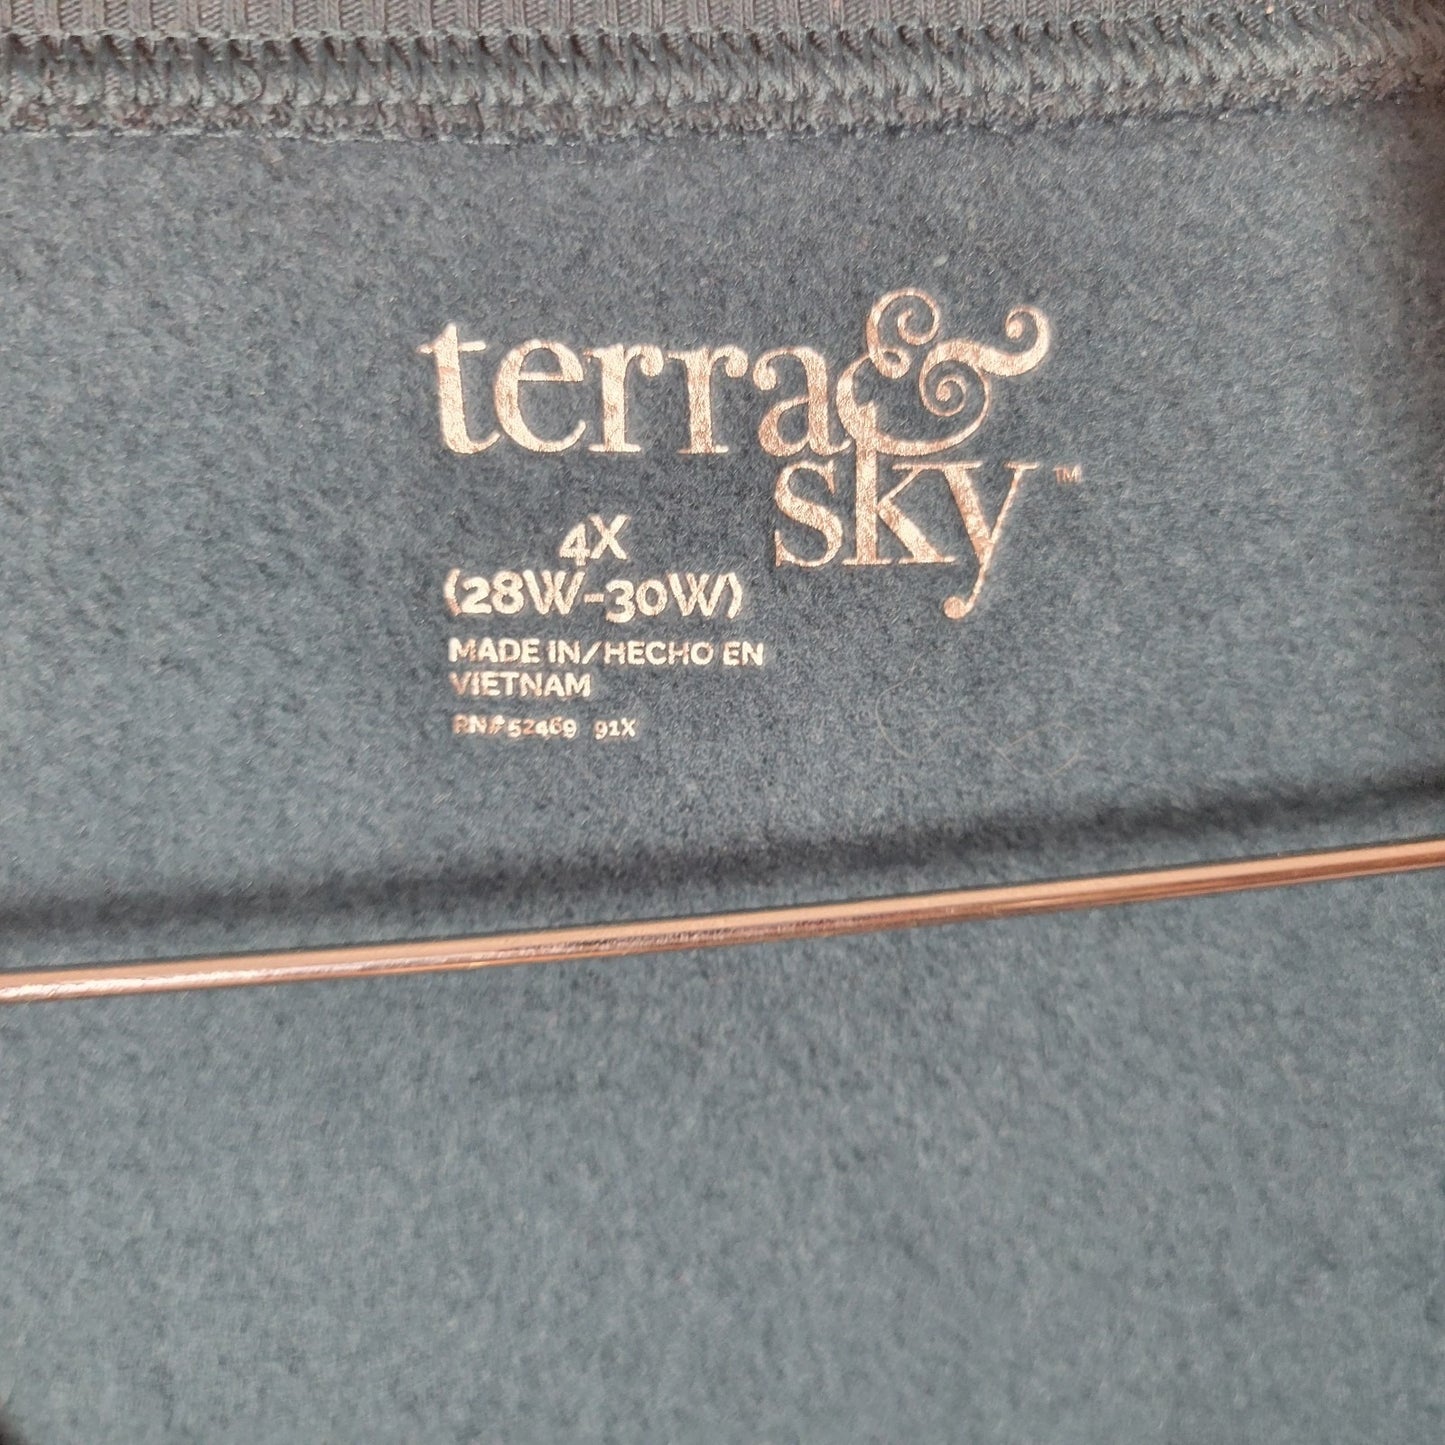 terra&
sky™
4X
(28W-30W)
MADE IN/HECHO EN
VIETNAM
RN#52469 91X